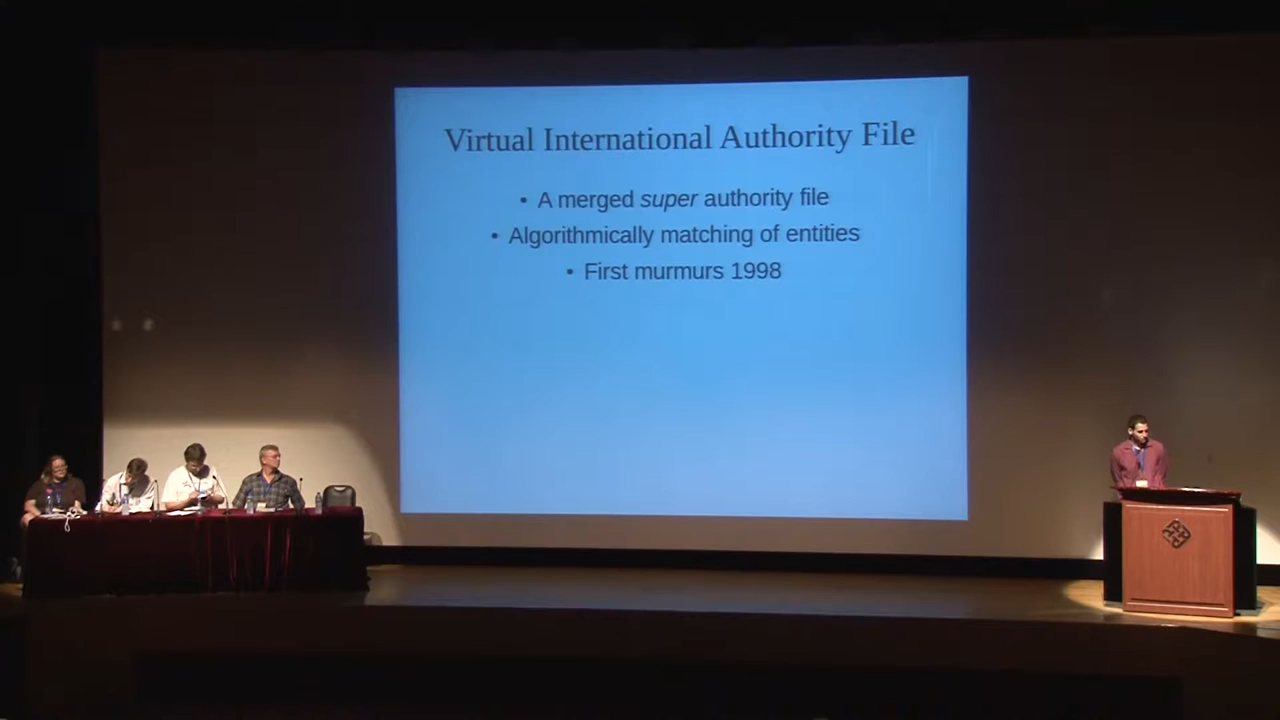 Virtual International Authority File
• A merged super authority file
• Algorithmically matching of entities
• First murmurs 1998